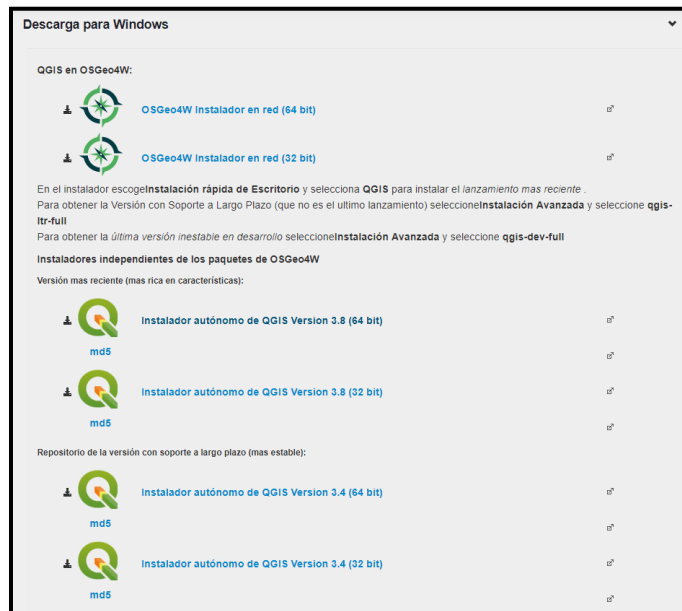 Descarga para Windows
QGIS en OSGeo4W:
OSGeo4W Instalador en red (64 bit)
OSGeo4W Instalador en red (32 bit)
En el instalador escogeInstalación rápida de Escritorio y selecciona QGIS para instalar el lanzamiento mas reciente .
Para obtener la Versión con Soporte a Largo Plazo (que no es el ultimo lanzamiento) seleccioneInstalación Avanzada y seleccione qgis-
ltr-full
Para obtener la última versión inestable en desarrollo seleccioneInstalación Avanzada y seleccione qgis-dev-full
Instaladores independientes de los paquetes de OSGeo4W
Versión mas reciente (mas rica en características):
Instalador autónomo de QGIS Version 3.8 (64 bit)
md5
Instalador autónomo de QGIS Version 3.8 (32 bit)
md5
Repositorio de la versión con soporte a largo plazo (mas estable):
Instalador autónomo de QGIS Version 3.4 (64 bit)
md5
Instalador autónomo de QGIS Version 3.4 (32 bit)
md5